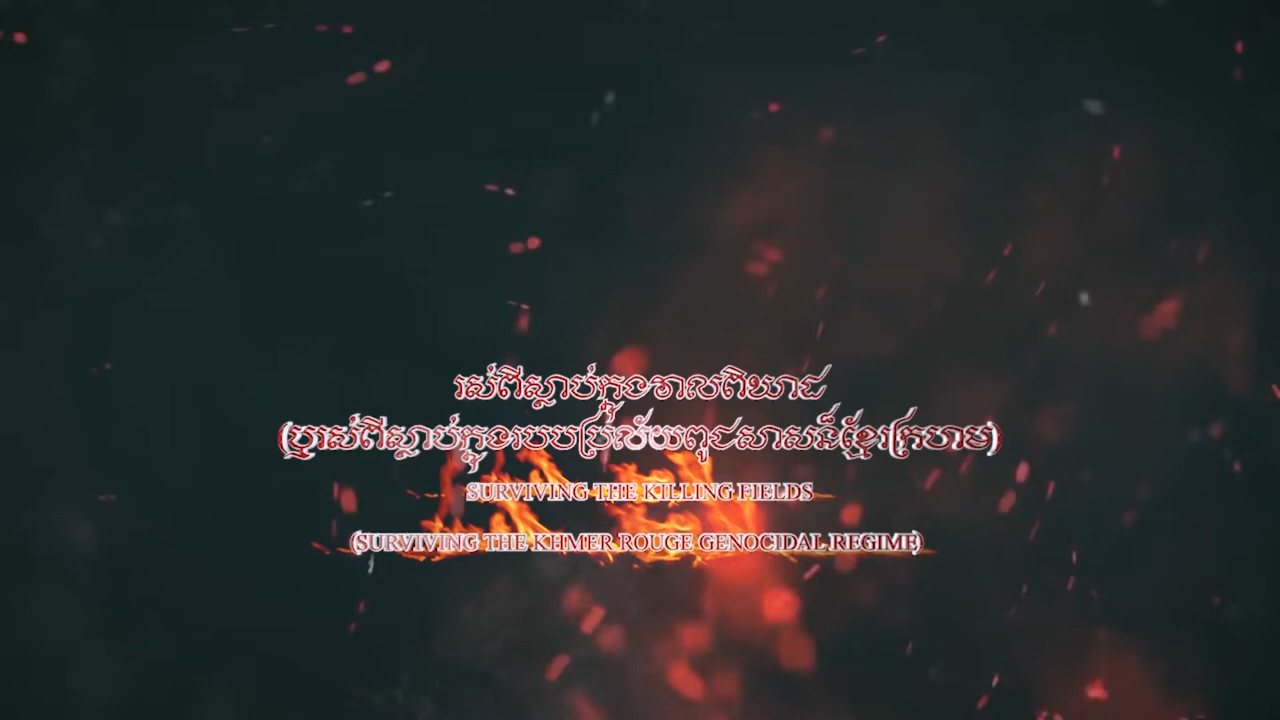 រស់ពីស្លាប់ក្នុងវាលពិឃាដ
(ឬរស់ពីស្លាប់ក្នុងរបបប្រល័យពូជសាសន៍ខ្មែរក្រហម)
SURVIVING THE KILLING FIELDS
(SURVIVING THE KHMER ROUGE GENOCIDAL REGIME)